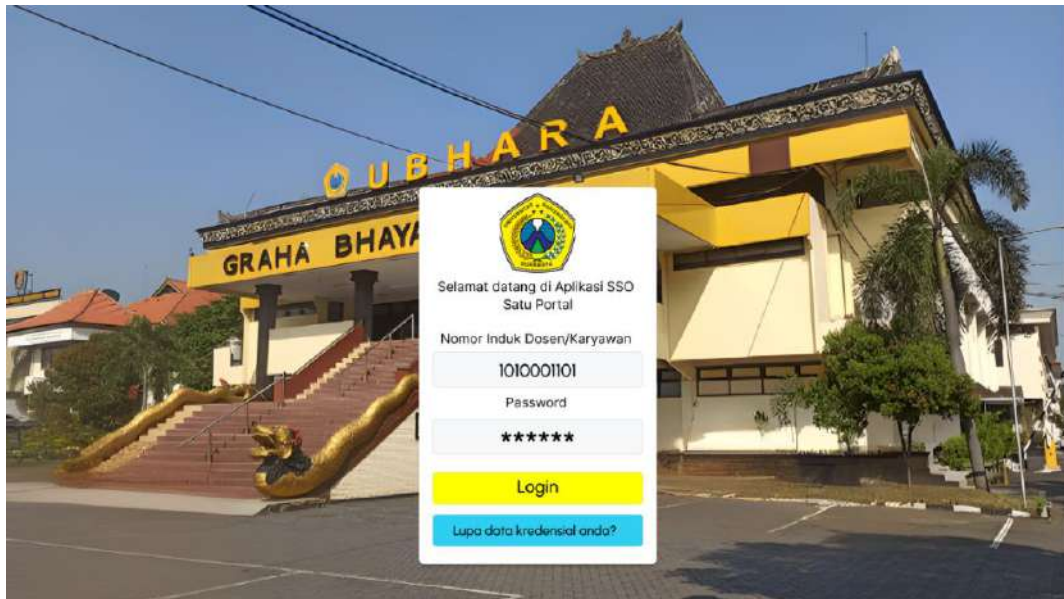 UBHARA
GRAHA BHAYA
Selamat datang di Aplikasi SSO
Satu Portal
Nomor Induk Dosen/Karyawan
1010001101
Password
******
Login
Lupa data kredensial anda?